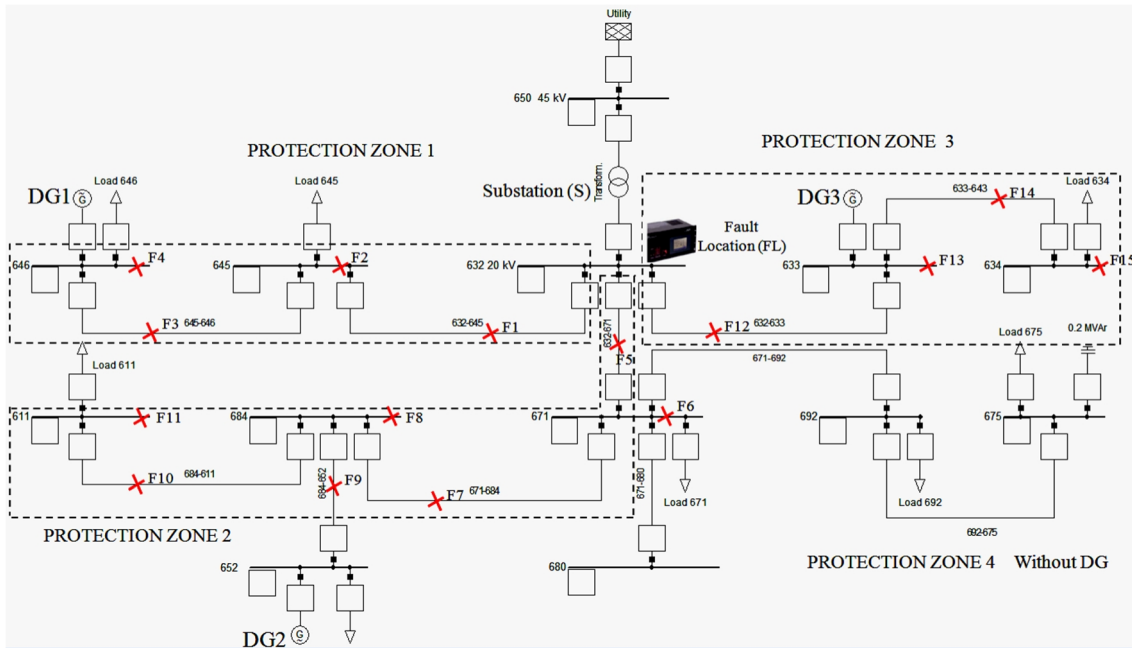 Utility
650 45 kV
PROTECTION ZONE 1
PROTECTION ZONE 3
Transform.
Substation (S)
Load 646
Load 645
Load 634
DG1
G
DG3
G
633-643
F14
Fault
Location (FL)
646
F4
645
F2
632 20 kV
633
F13
634
F15
F3
645-646
632-645
F1
632-671
F5
F12
632-633
Load 675
0.2 MVAr
Load 611
671-692
611
F11
684
F8
671
F6
692
675
684-611
F10
684-652
F9
F7
671-684
671-680
Load 671
Load 692
692-675
PROTECTION ZONE 2
PROTECTION ZONE 4 Without DG
652
680
DG2
G